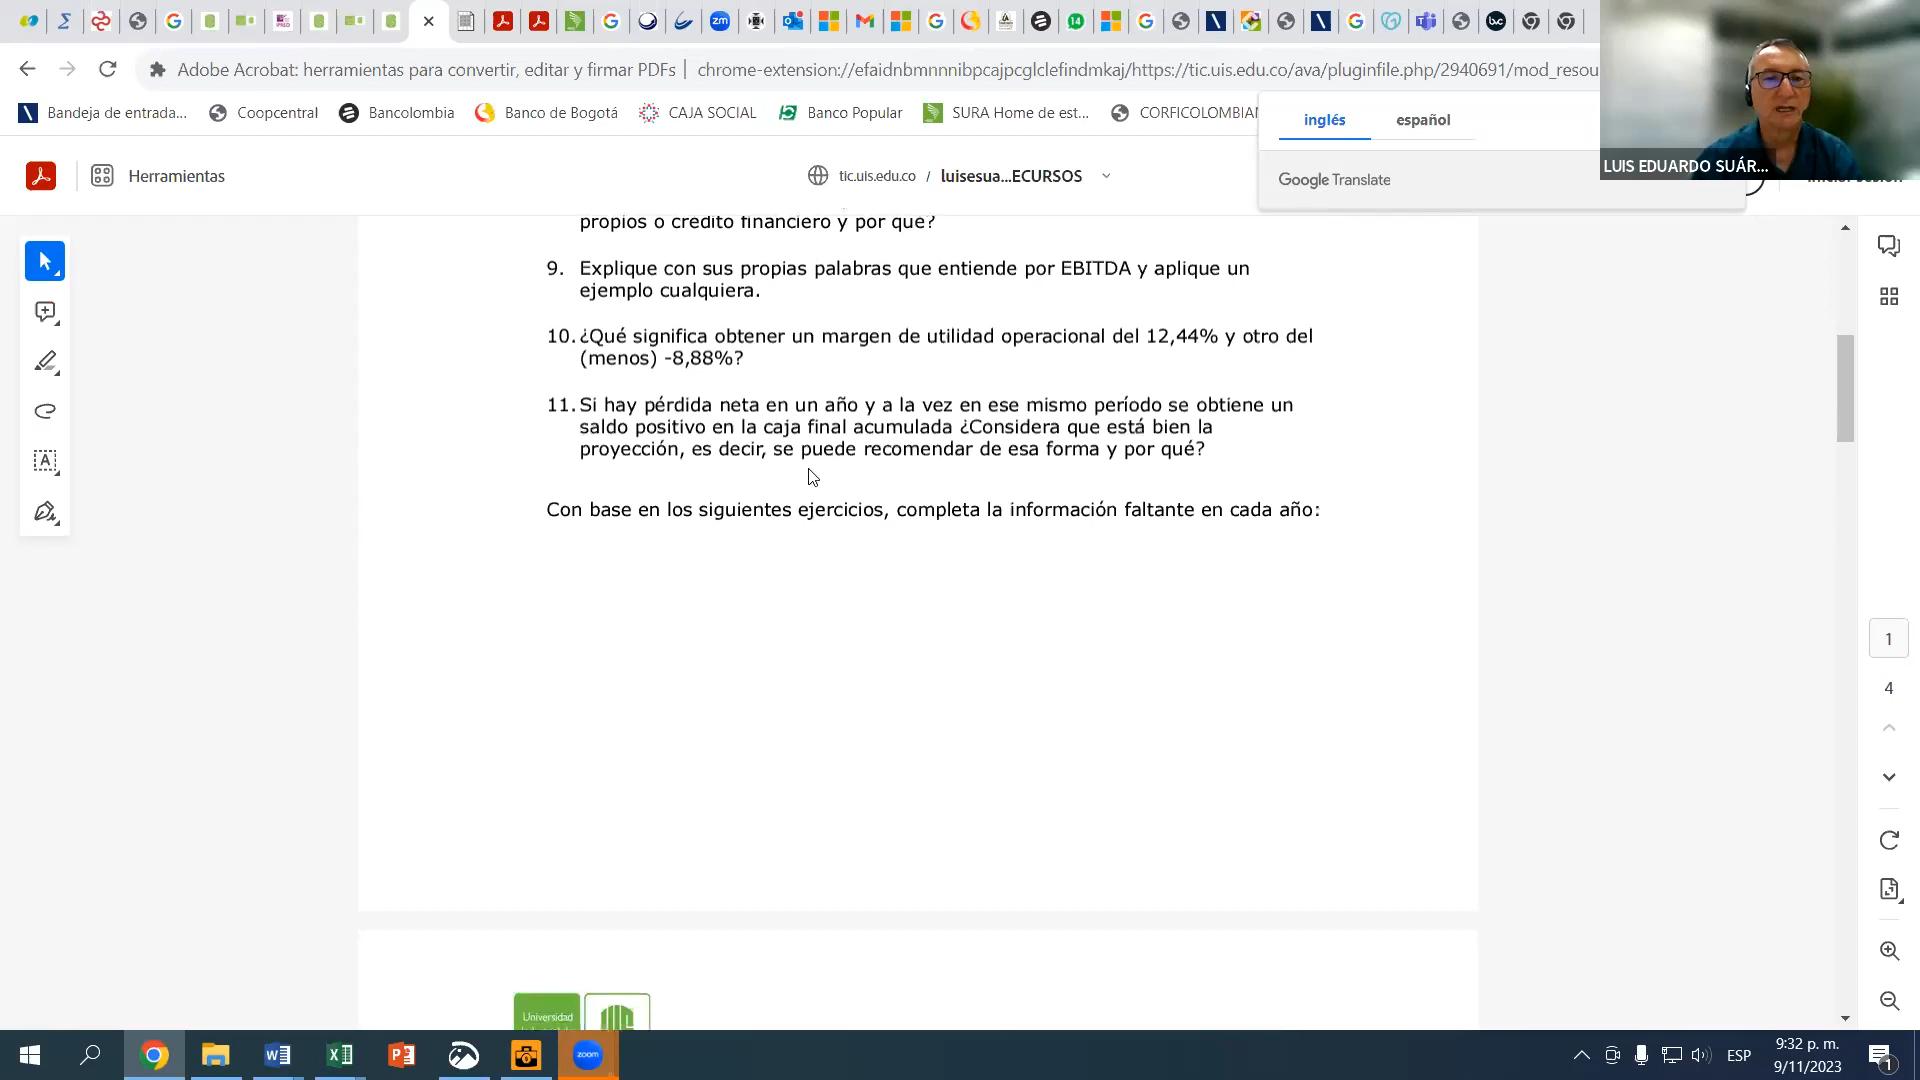 Adobe Acrobat: herramientas para convertir, editar y firmar PDFs | chrome-extension://efaidnbmnnnibpcajpcglclefindmkaj/https://tic.uis.edu.co/ava/pluginfile.php/2940691/mod_resou
Bandeja de entrada... Coopcentral Bancolombia Banco de Bogotá CAJA SOCIAL Banco Popular SURA Home de est... CORFICOLOMBIAN
inglés español
Google Translate
LUIS EDUARDO SUÁR...
Herramientas
tic.uis.edu.co / luisesua...ECURSOS
propios o crédito financiero y por qué?
9. Explique con sus propias palabras que entiende por EBITDA y aplique un
ejemplo cualquiera.
10. ¿Qué significa obtener un margen de utilidad operacional del 12,44% y otro del
(menos) -8,88%?
11. Si hay pérdida neta en un año y a la vez en ese mismo período se obtiene un
saldo positivo en la caja final acumulada ¿Considera que está bien la
proyección, es decir, se puede recomendar de esa forma y por qué?
Con base en los siguientes ejercicios, completa la información faltante en cada año:
1
4
Universidad
zoom
ESP
9:32 p. m.
9/11/2023
1